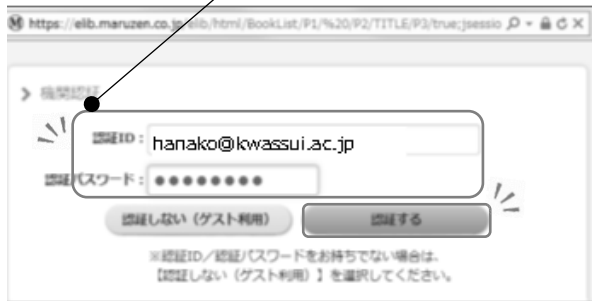 https://elib.maruzen.co.jp/elib/html/BookList/P1/%20/P2/TITLE/P3/true;jsessio
> 機関認証
認証ID : hanako@kwassui.ac.jp
認証パスワード : ●●●●●●●●
認証しない（ゲスト利用） 認証する
※認証ID／認証パスワードをお持ちでない場合は、
【認証しない（ゲスト利用）】を選択してください。